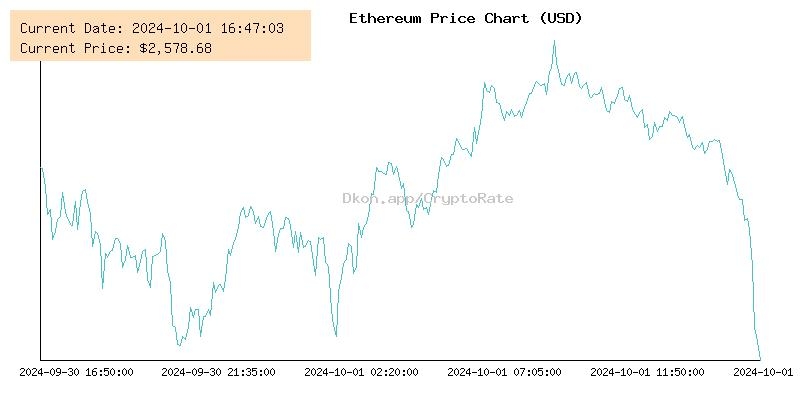 Ethereum Price Chart (USD)
Current Date: 2024-10-01 16:47:03
Current Price: $2,578.68
Dkon.app/CryptoRate
2024-09-30 16:50:00 2024-09-30 21:35:00 2024-10-01 02:20:00 2024-10-01 07:05:00 2024-10-01 11:50:00 2024-10-01